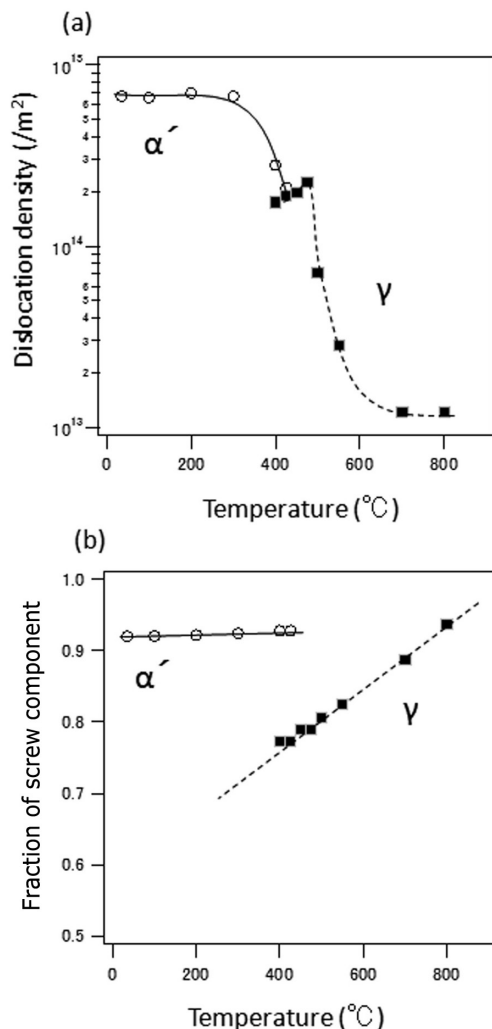 (a)
10^15
6
5
4
3
2
10^14
6
5
4
3
2
10^13
Dislocation density (/m²)
α´
γ
0
200
400
600
800
Temperature (℃)
(b)
1.0
0.9
0.8
0.7
0.6
0.5
Fraction of screw component
α´
γ
0
200
400
600
800
Temperature (℃)